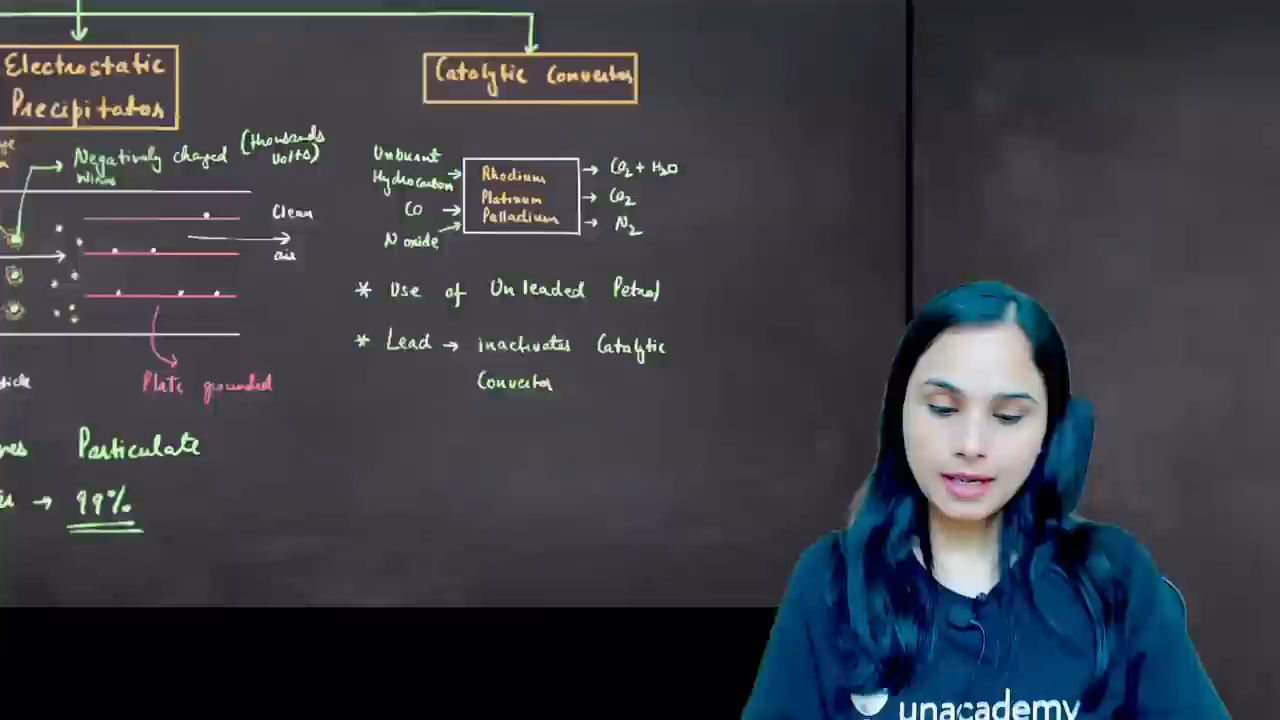 Electrostatic
Precipitator
Negatively charged (thousands
volts)
Wires
Clean
air
Plate grounded
Particulate
→ 99%
Catalytic Convertor
Unburnt
Hydrocarbon →
CO →
N oxide
Rhodium
Platinum
Palladium
→ CO2 + H2O
→ CO2
→ N2
* Use of Unleaded Petrol
* Lead → inactivates Catalytic
Convertor
unacademy